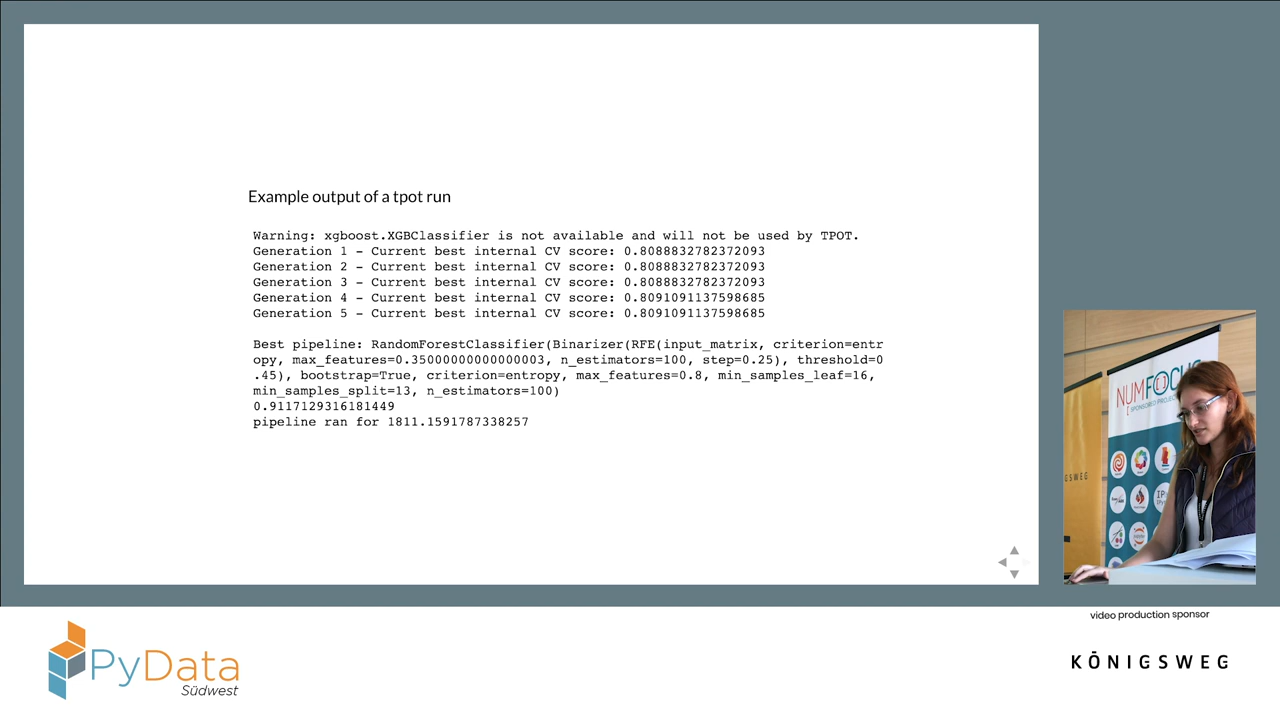 Example output of a tpot run
Warning: xgboost.XGBClassifier is not available and will not be used by TPOT.
Generation 1 - Current best internal CV score: 0.8088832782372093
Generation 2 - Current best internal CV score: 0.8088832782372093
Generation 3 - Current best internal CV score: 0.8088832782372093
Generation 4 - Current best internal CV score: 0.8091091137598685
Generation 5 - Current best internal CV score: 0.8091091137598685
Best pipeline: RandomForestClassifier(Binarizer(RFE(input_matrix, criterion=entr
opy, max_features=0.35000000000000003, n_estimators=100, step=0.25), threshold=0
.45), bootstrap=True, criterion=entropy, max_features=0.8, min_samples_leaf=16,
min_samples_split=13, n_estimators=100)
0.9117129316181449
pipeline ran for 1811.1591787338257
NUMFOCUS
SPONSORED PROJEC
GSWEG
IP
video production sponsor
KÖNIGSWEG
PyData
Südwest